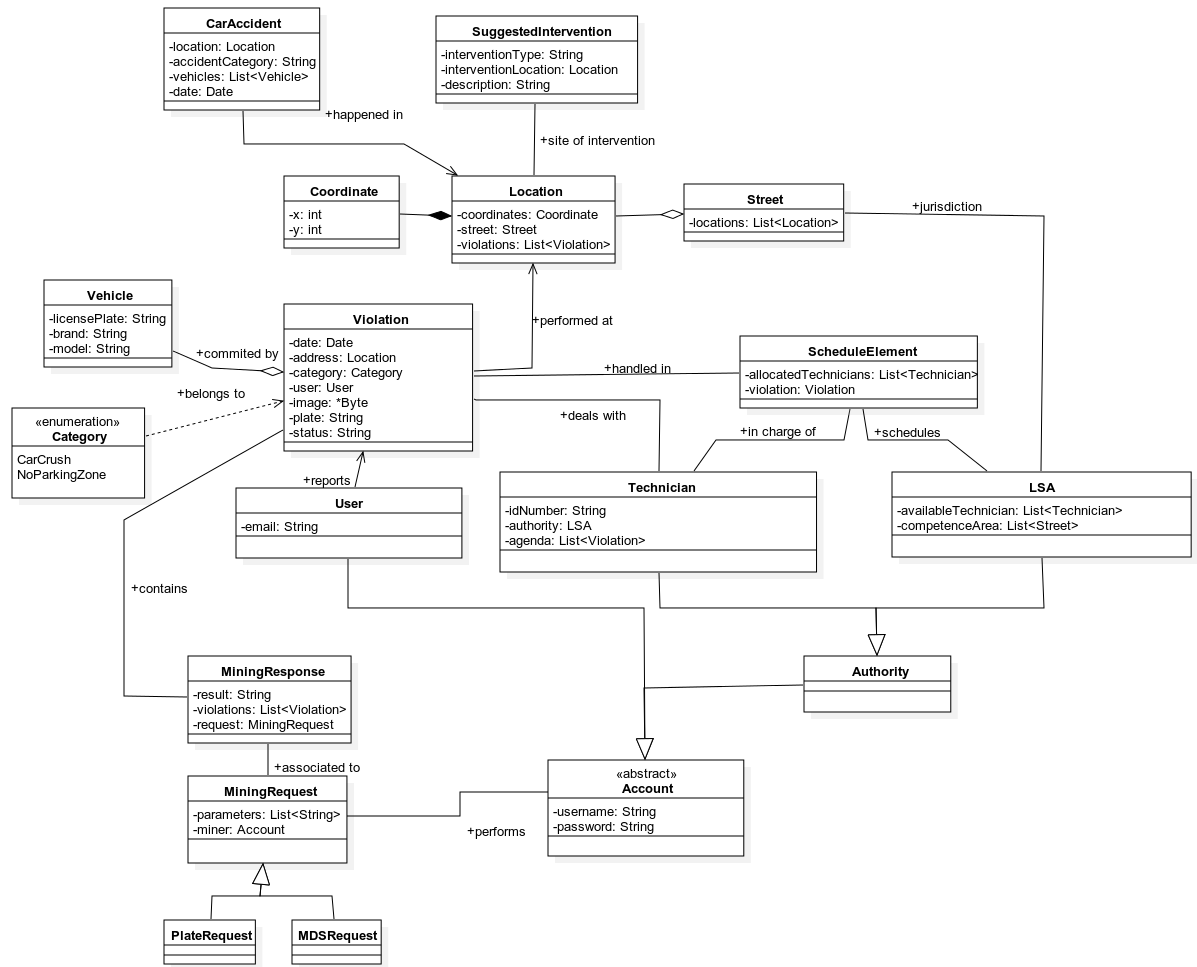 CarAccident
-location: Location
-accidentCategory: String
-vehicles: List<Vehicle>
-date: Date
SuggestedIntervention
-interventionType: String
-interventionLocation: Location
-description: String
+happened in
+site of intervention
Coordinate
-x: int
-y: int
Location
-coordinates: Coordinate
-street: Street
-violations: List<Violation>
Street
-locations: List<Location>
+jurisdiction
Vehicle
-licensePlate: String
-brand: String
-model: String
+commited by
+belongs to
Violation
-date: Date
-address: Location
-category: Category
-user: User
-image: *Byte
-plate: String
-status: String
+performed at
+handled in
+deals with
ScheduleElement
-allocatedTechnicians: List<Technician>
-violation: Violation
+in charge of
+schedules
«enumeration»
Category
CarCrush
NoParkingZone
+reports
User
-email: String
Technician
-idNumber: String
-authority: LSA
-agenda: List<Violation>
LSA
-availableTechnician: List<Technician>
-competenceArea: List<Street>
+contains
MiningResponse
-result: String
-violations: List<Violation>
-request: MiningRequest
Authority
+associated to
MiningRequest
-parameters: List<String>
-miner: Account
+performs
«abstract»
Account
-username: String
-password: String
PlateRequest
MDSRequest